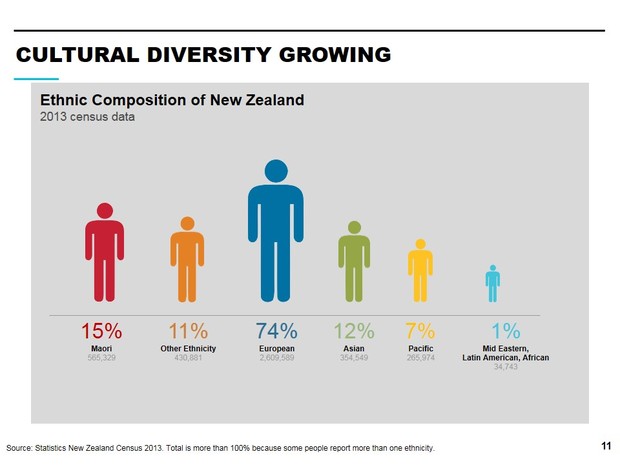 CULTURAL DIVERSITY GROWING
Ethnic Composition of New Zealand
2013 census data
15%
Maori
565,329
11%
Other Ethnicity
430,881
74%
European
2,609,589
12%
Asian
354,549
7%
Pacific
265,974
1%
Mid Eastern,
Latin American, African
34,743
Source: Statistics New Zealand Census 2013. Total is more than 100% because some people report more than one ethnicity.
11